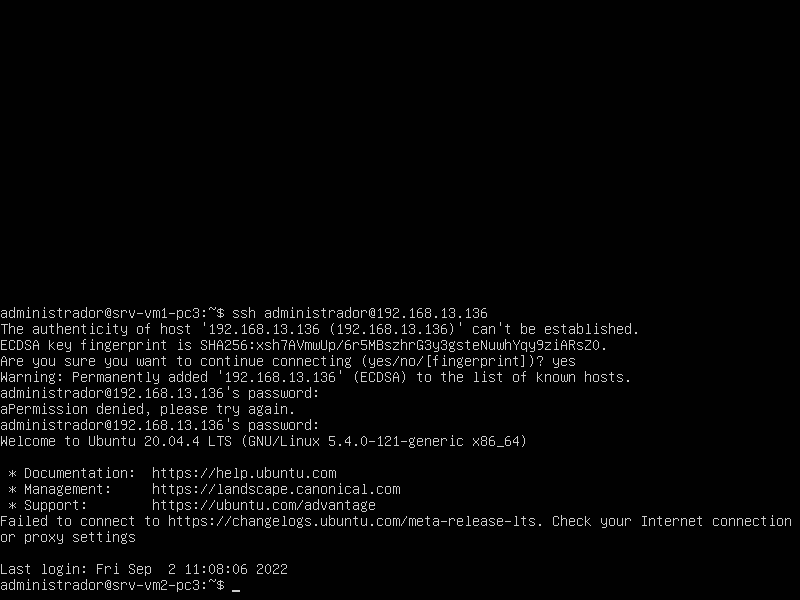 administrador@srv-vm1-pc3:~$ ssh administrador@192.168.13.136
The authenticity of host '192.168.13.136 (192.168.13.136)' can't be established.
ECDSA key fingerprint is SHA256:xsh7AVmwUp/6r5MBszhrG3y3gsteNuwhYqy9ziARsZ0.
Are you sure you want to continue connecting (yes/no/[fingerprint])? yes
Warning: Permanently added '192.168.13.136' (ECDSA) to the list of known hosts.
administrador@192.168.13.136's password:
aPermission denied, please try again.
administrador@192.168.13.136's password:
Welcome to Ubuntu 20.04.4 LTS (GNU/Linux 5.4.0-121-generic x86_64)

 * Documentation:  https://help.ubuntu.com
 * Management:     https://landscape.canonical.com
 * Support:        https://ubuntu.com/advantage
Failed to connect to https://changelogs.ubuntu.com/meta-release-lts. Check your Internet connection
or proxy settings

Last login: Fri Sep  2 11:08:06 2022
administrador@srv-vm2-pc3:~$ _